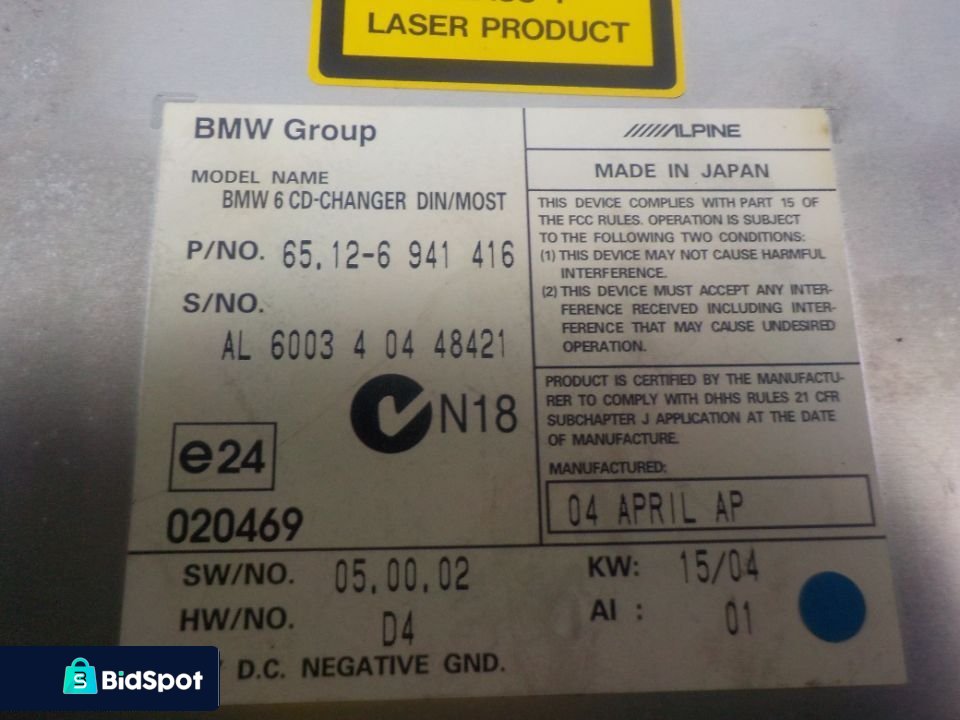 LASER PRODUCT
BMW Group
MODEL NAME
BMW 6 CD-CHANGER DIN/MOST
P/NO. 65.12-6 941 416
S/NO.
AL 6003 4 04 48421
N18
e24
020469
ALPINE
MADE IN JAPAN
THIS DEVICE COMPLIES WITH PART 15 OF
THE FCC RULES. OPERATION IS SUBJECT
TO THE FOLLOWING TWO CONDITIONS:
(1) THIS DEVICE MAY NOT CAUSE HARMFUL
INTERFERENCE.
(2) THIS DEVICE MUST ACCEPT ANY INTER-
FERENCE RECEIVED INCLUDING INTER-
FERENCE THAT MAY CAUSE UNDESIRED
OPERATION.
PRODUCT IS CERTIFIED BY THE MANUFACTU-
RER TO COMPLY WITH DHHS RULES 21 CFR
SUBCHAPTER J APPLICATION AT THE DATE
OF MANUFACTURE.
MANUFACTURED:
04 APRIL AP
SW/NO. 05.00.02 KW: 15/04
HW/NO. D4 AI : 01
D.C. NEGATIVE GND.
BidSpot